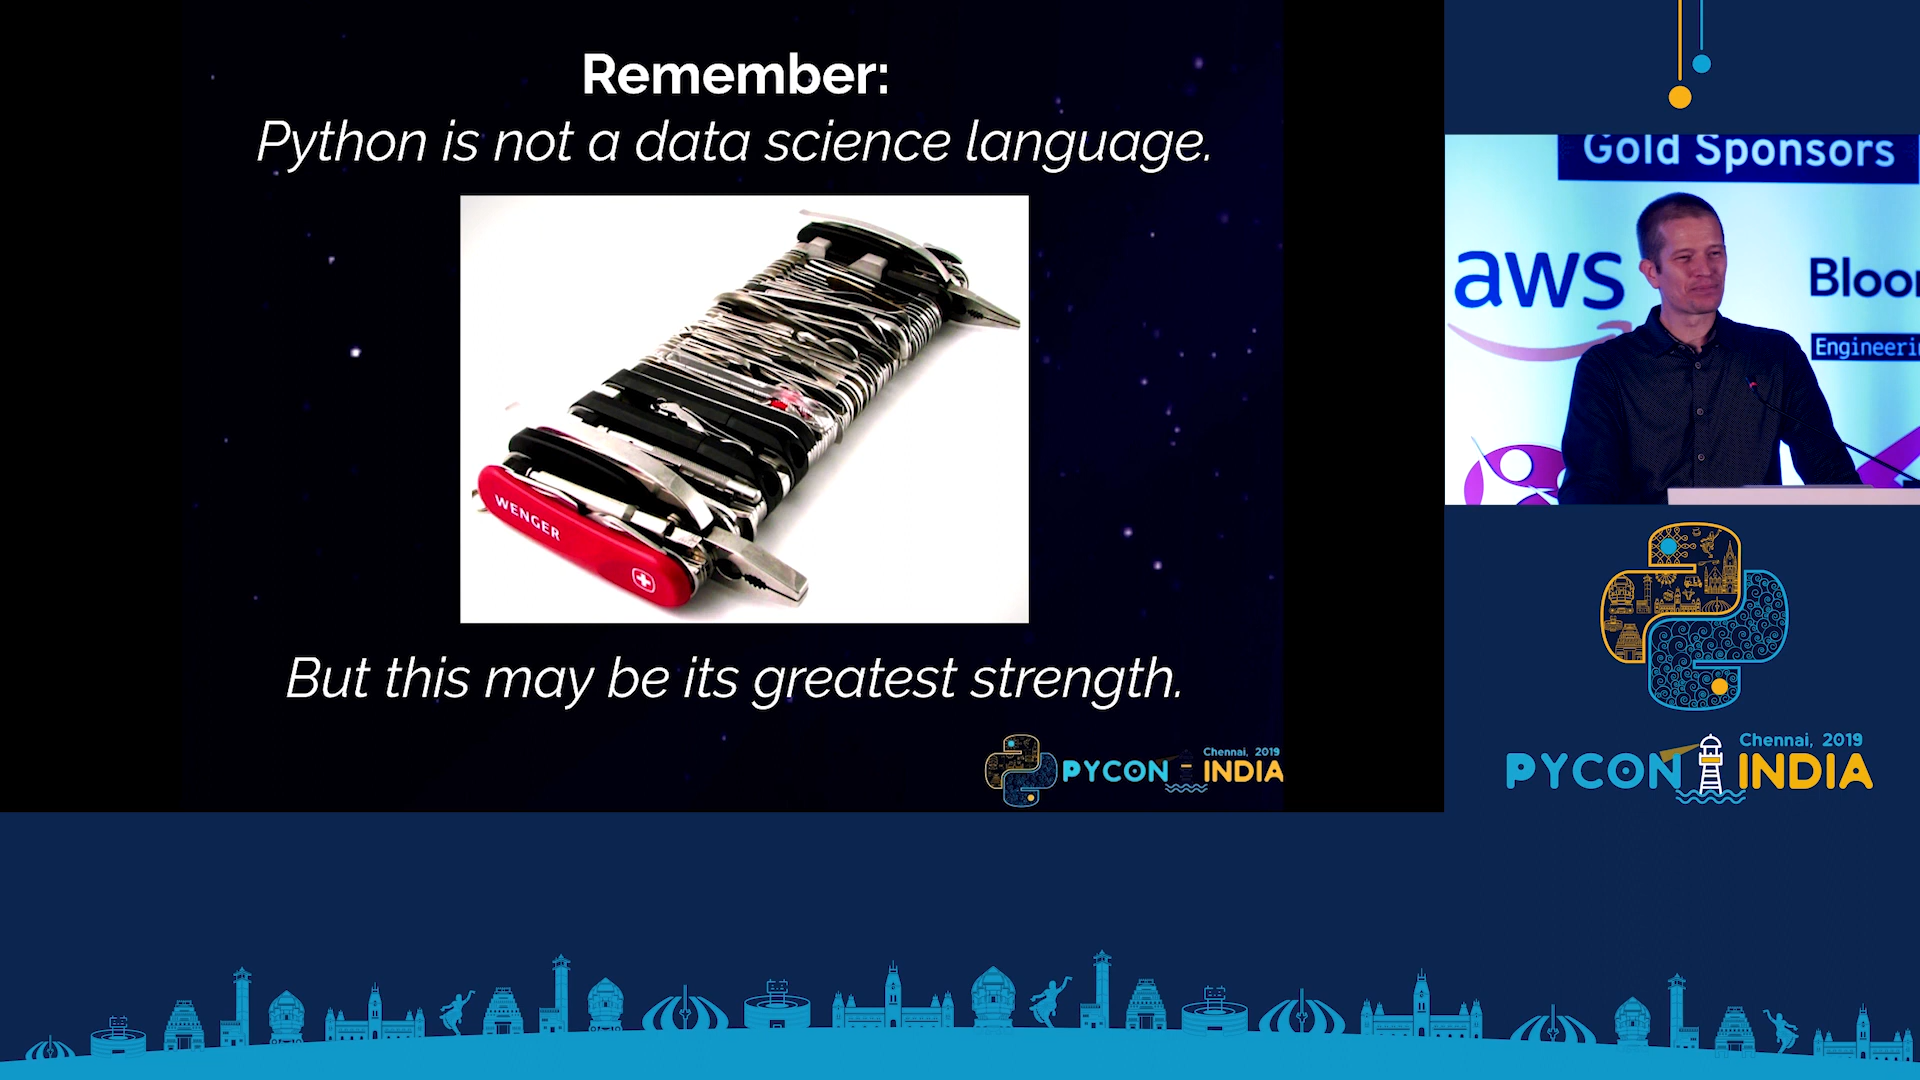 Remember:
Python is not a data science language.
WENGER
But this may be its greatest strength.
Chennai, 2019
PYCON INDIA
Gold Sponsors
aws
Bloo
Engineeri
Chennai, 2019
PYCON INDIA